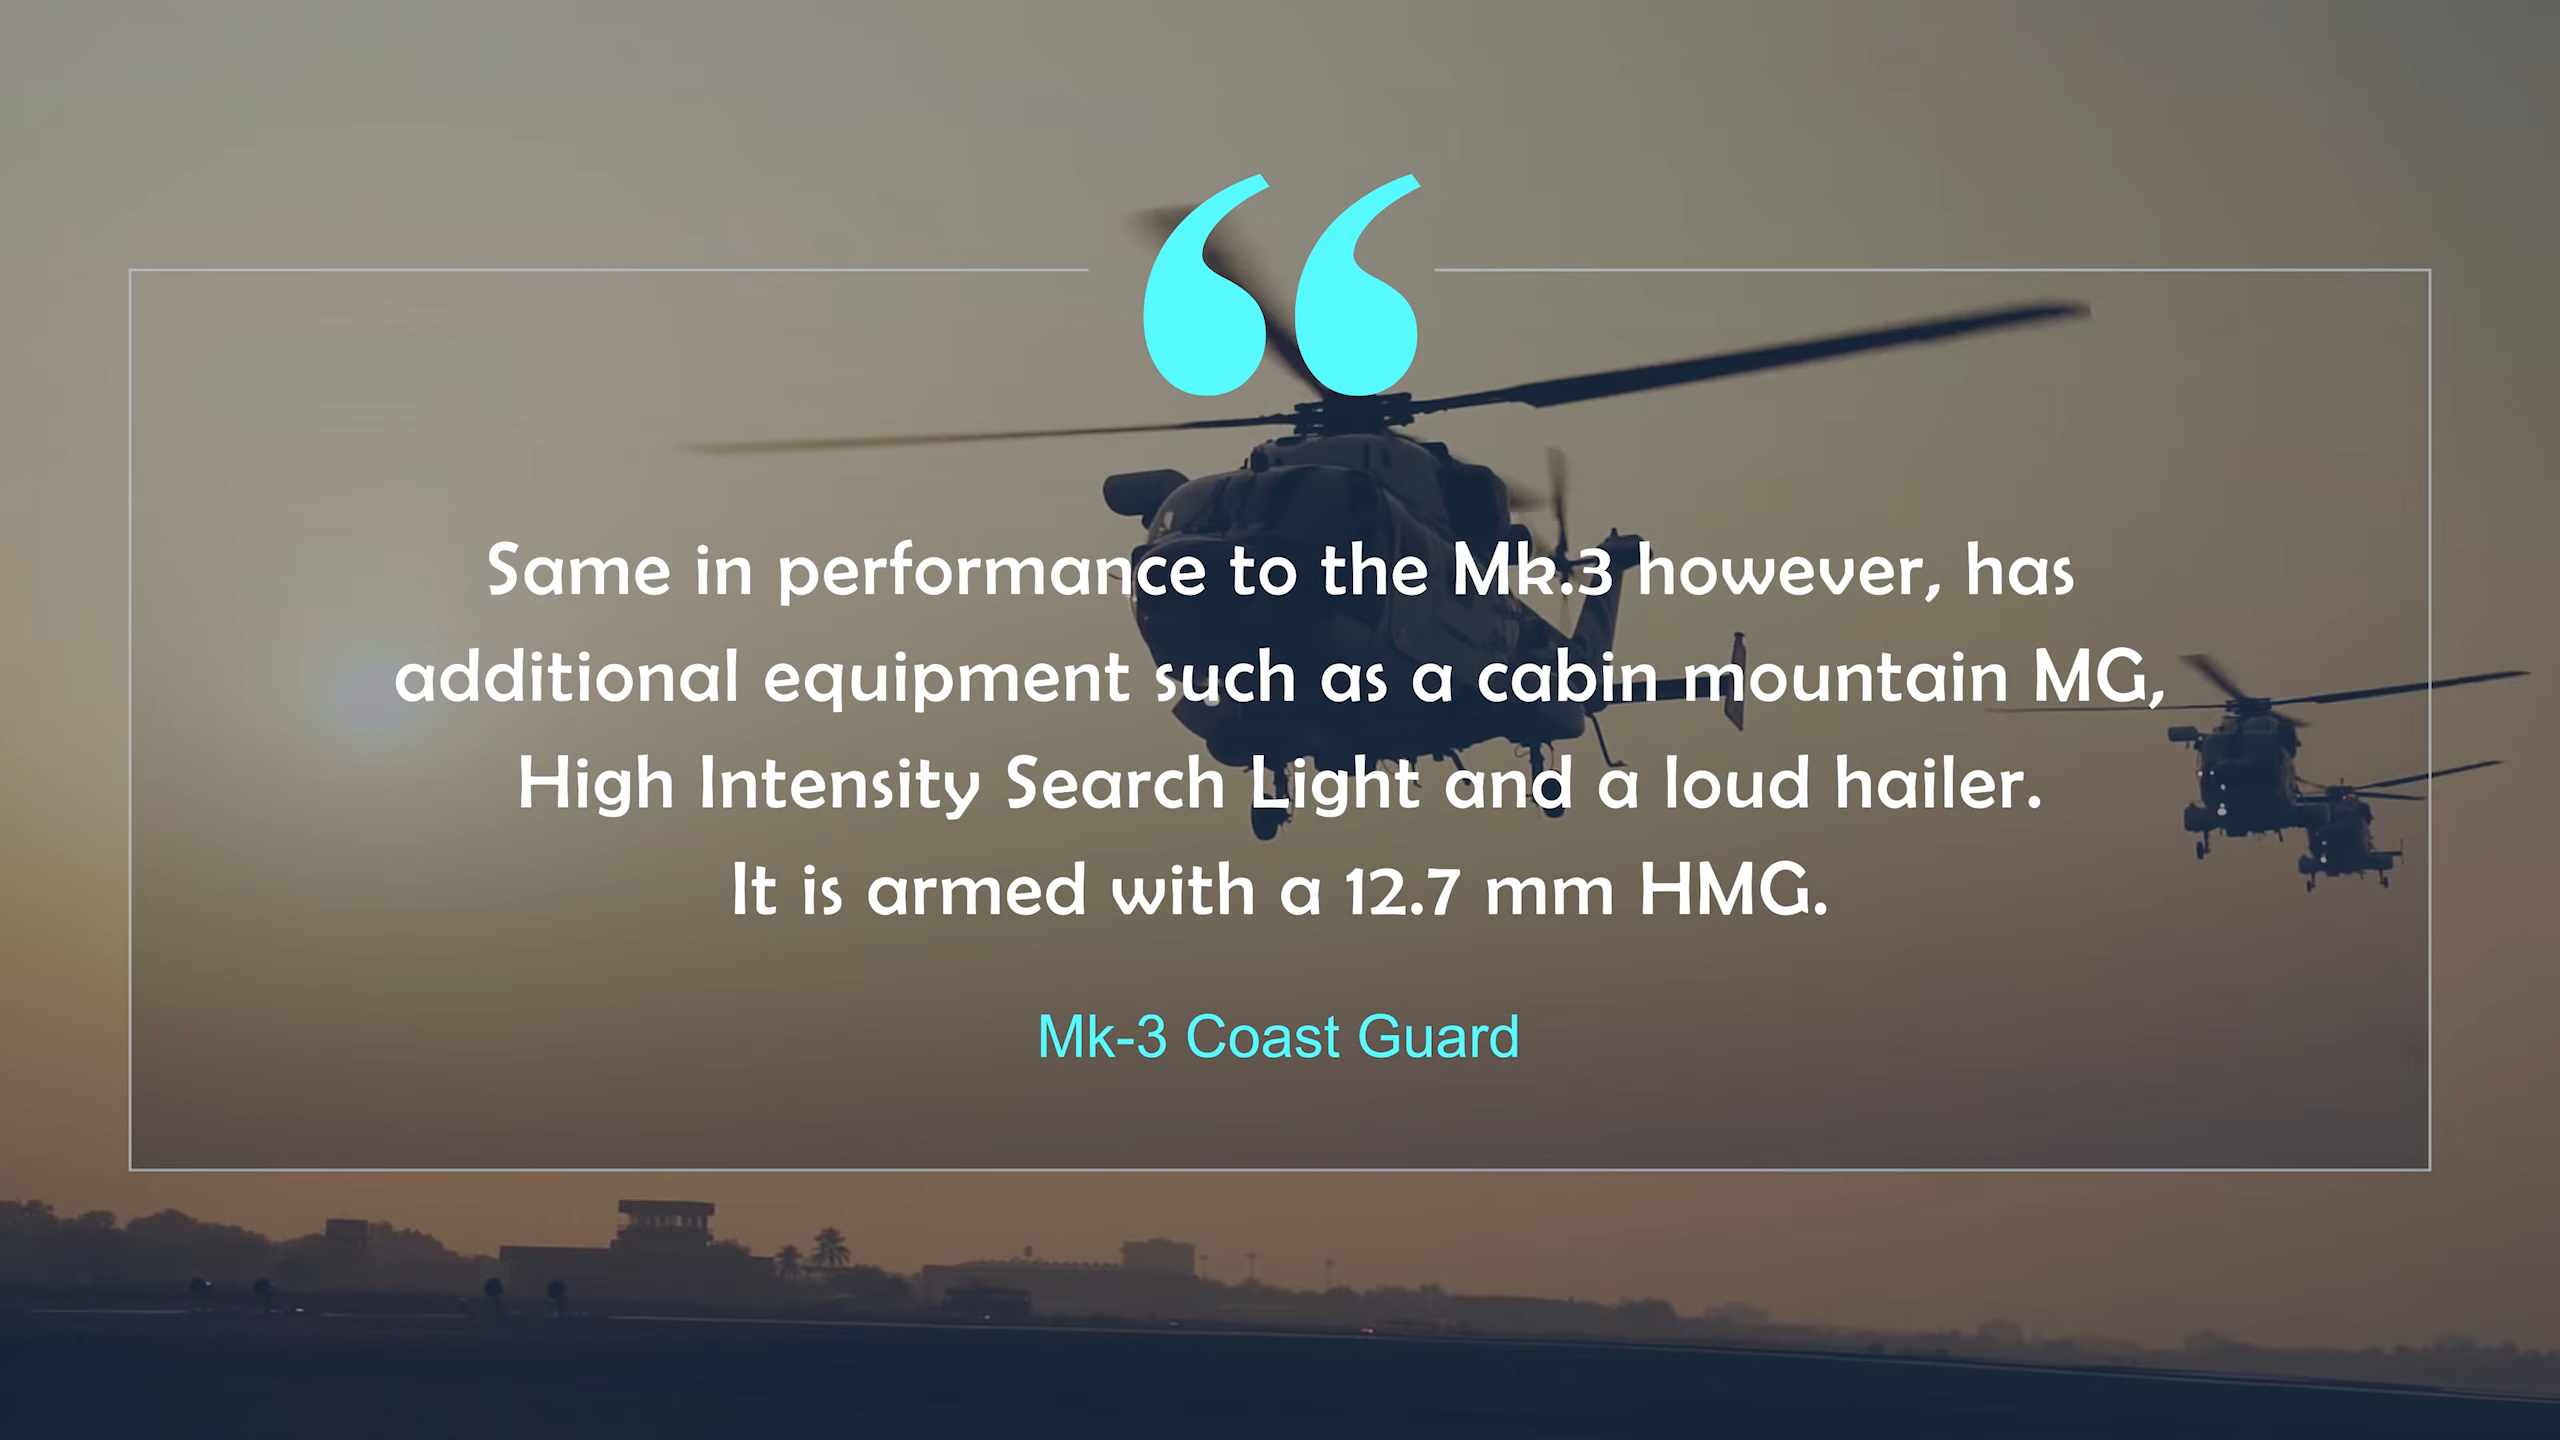 “
Same in performance to the Mk.3 however, has
additional equipment such as a cabin mountain MG,
High Intensity Search Light and a loud hailer.
It is armed with a 12.7 mm HMG.
Mk-3 Coast Guard